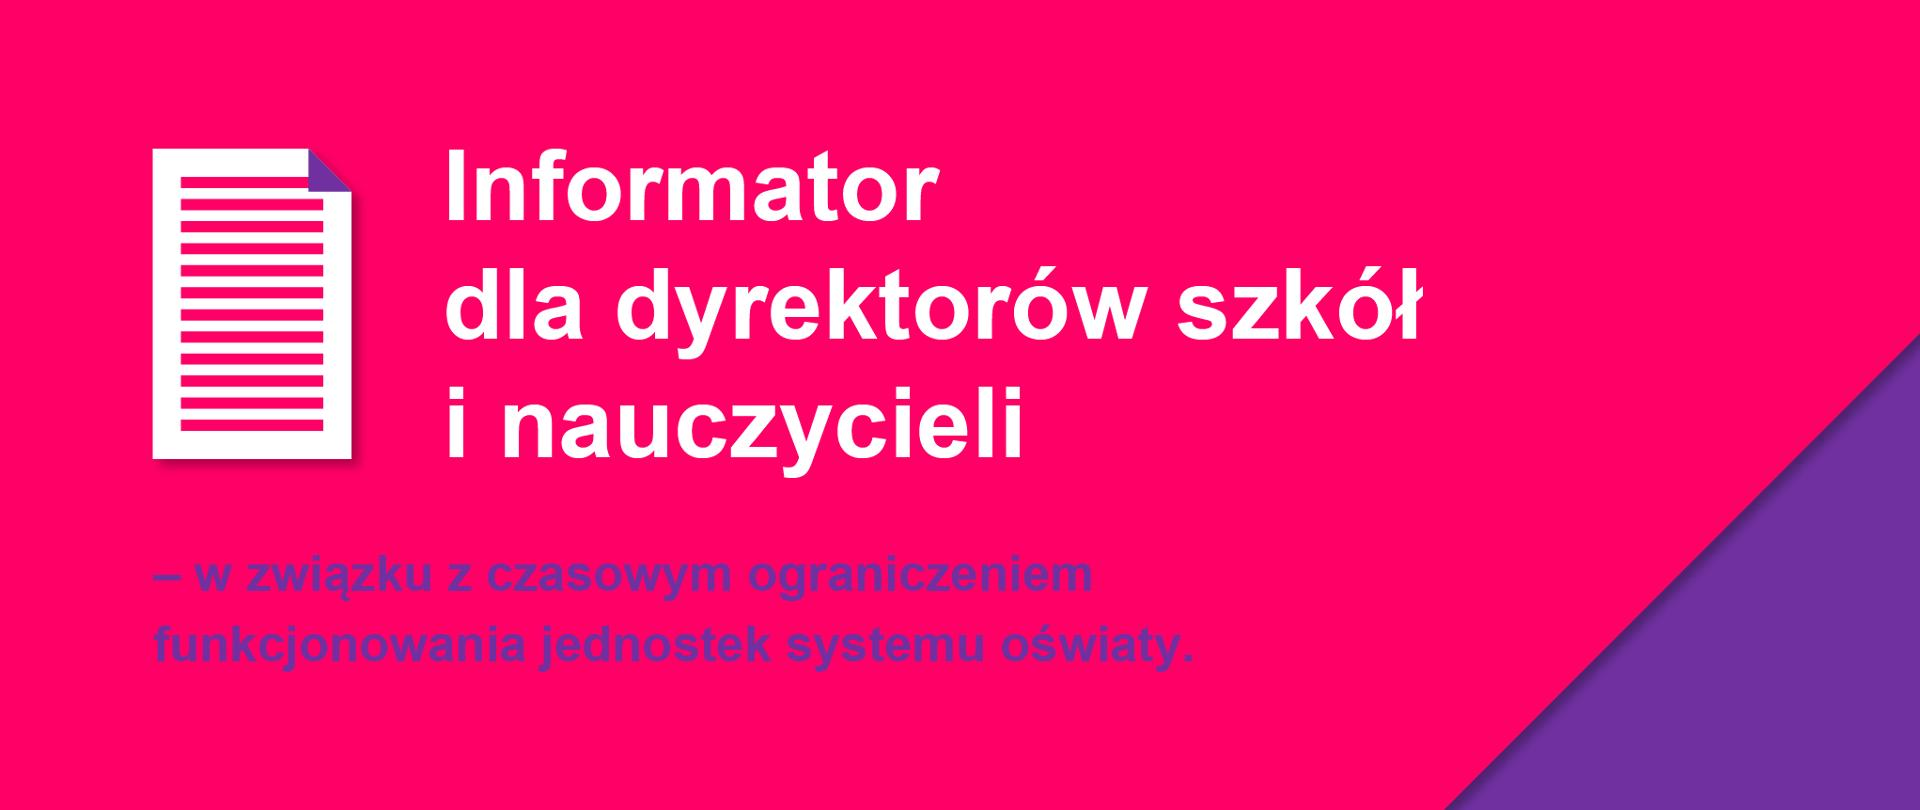 Informator
dla dyrektorów szkół
i nauczycieli
– w związku z czasowym ograniczeniem
funkcjonowania jednostek systemu oświaty.